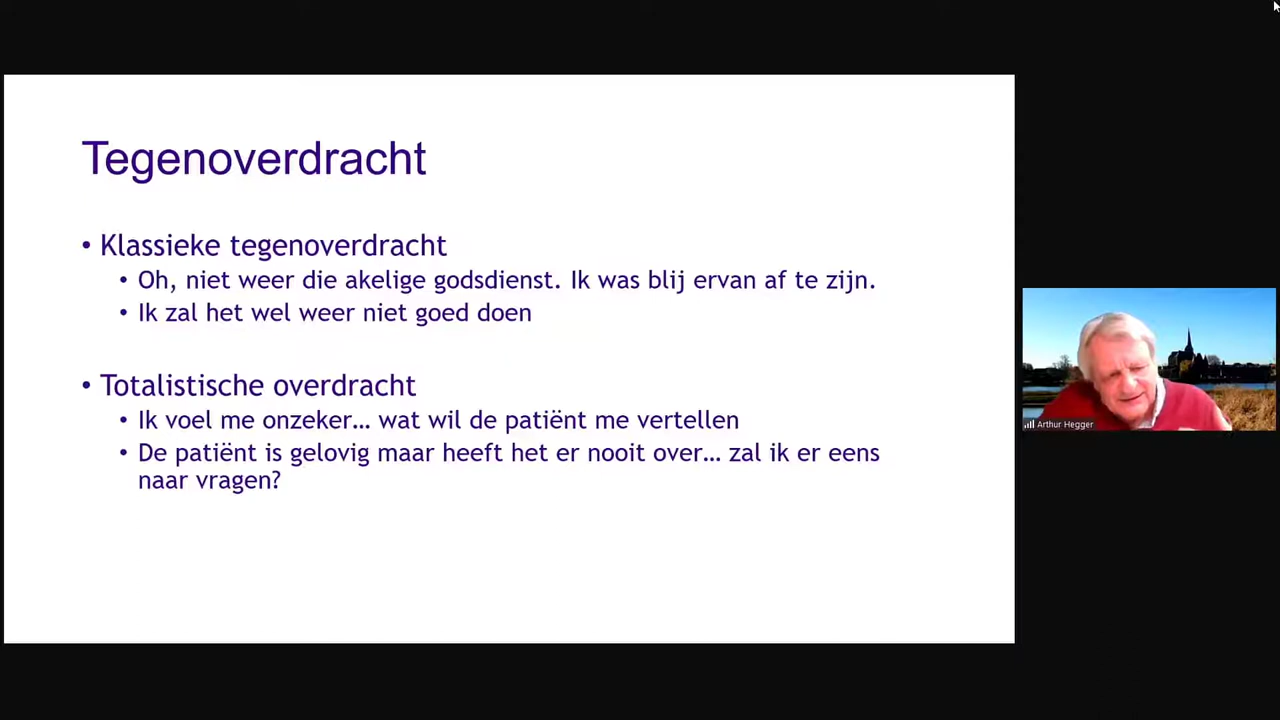 Tegenoverdracht
• Klassieke tegenoverdracht
• Oh, niet weer die akelige godsdienst. Ik was blij ervan af te zijn.
• Ik zal het wel weer niet goed doen
• Totalistische overdracht
• Ik voel me onzeker… wat wil de patiënt me vertellen
• De patiënt is gelovig maar heeft het er nooit over… zal ik er eens
naar vragen?
Arthur Hegger